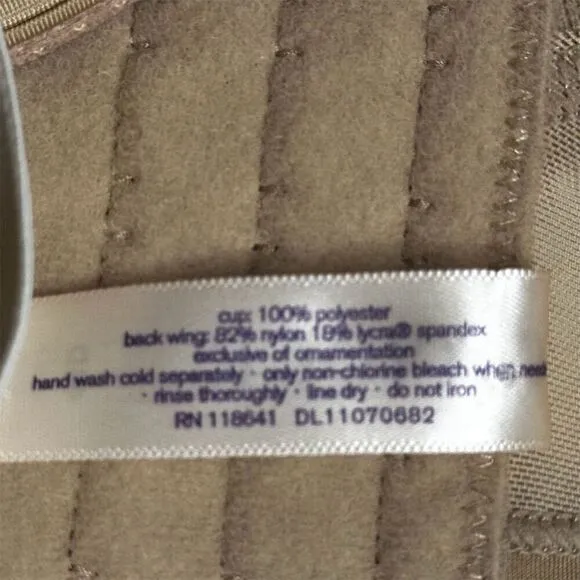 cup: 100% polyester
back wing: 82% nylon 18% lycra® spandex
exclusive of ornamentation
hand wash cold separately · only non-chlorine bleach when need
· rinse thoroughly · line dry · do not iron
RN 118641 DL11070682